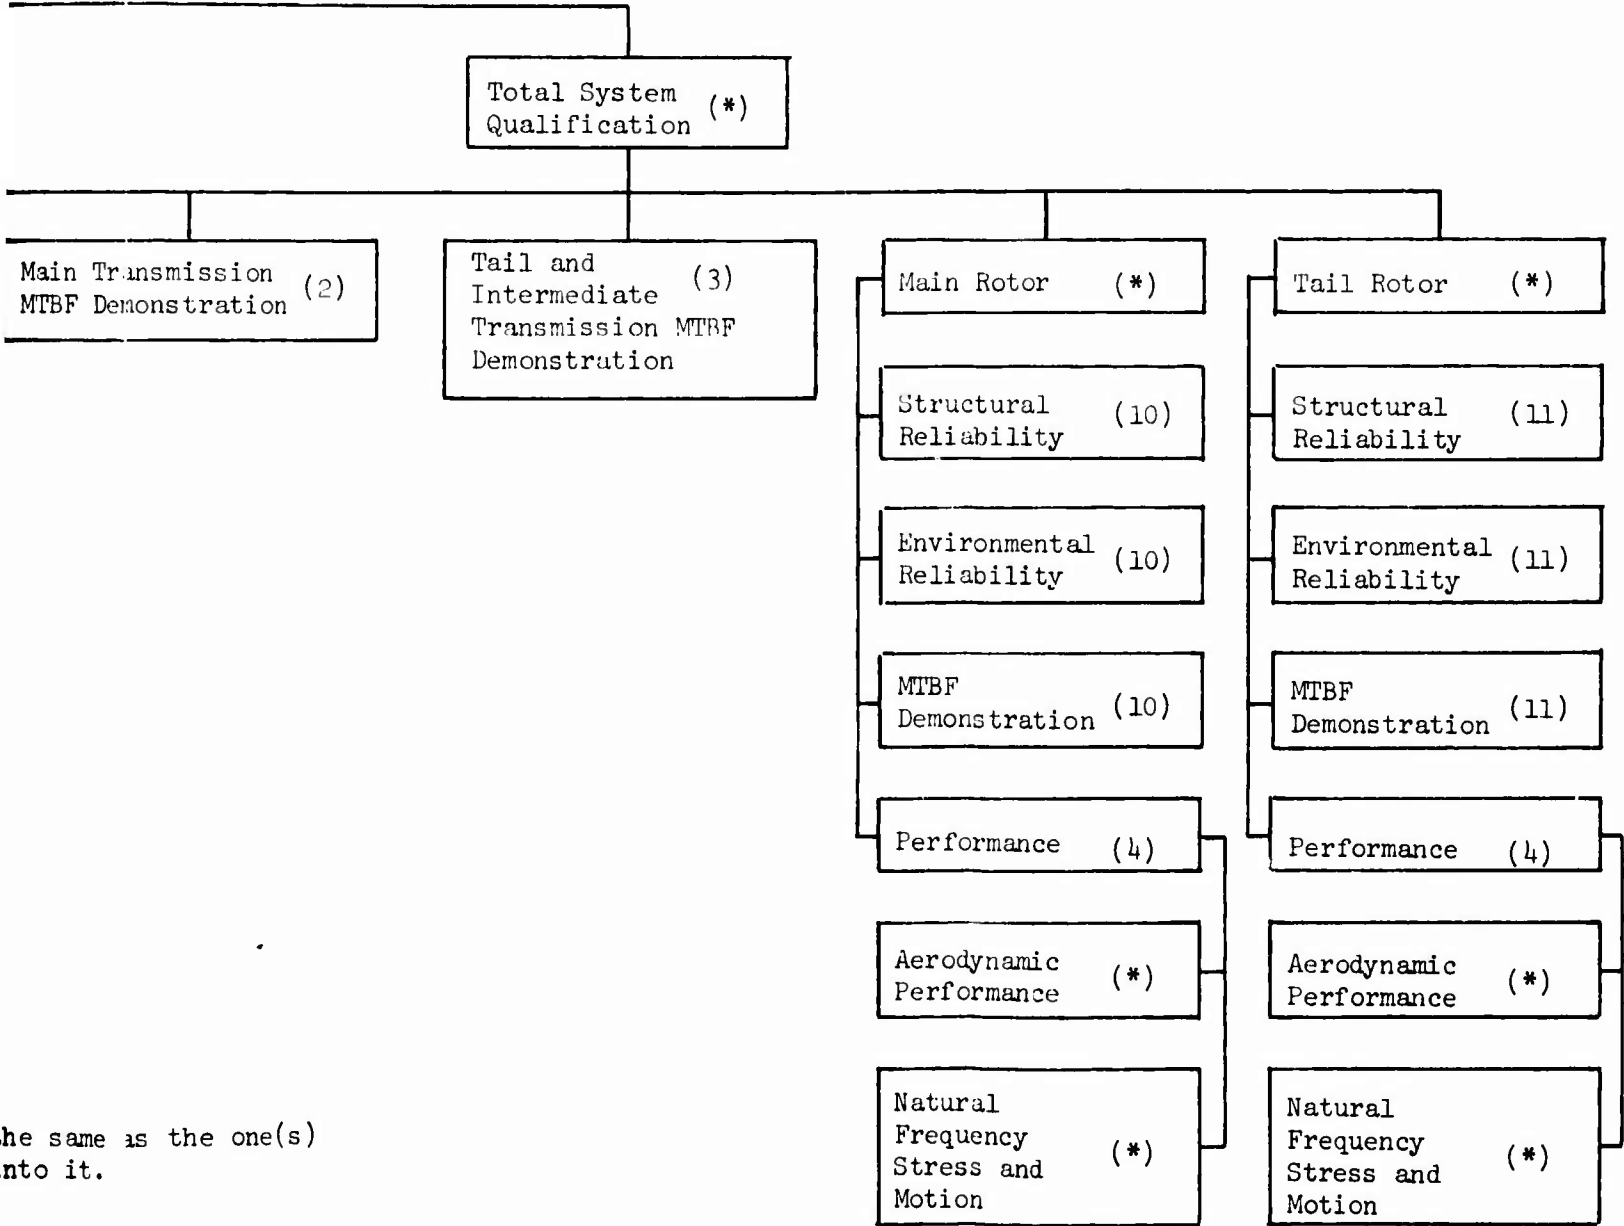 Total System (*)
Qualification
Main Transmission (2)
MTBF Demonstration
Tail and (3)
Intermediate
Transmission MTBF
Demonstration
Main Rotor (*)
Structural (10)
Reliability
Environmental (10)
Reliability
MTBF
Demonstration (10)
Performance (4)
Aerodynamic (*)
Performance
Natural
Frequency (*)
Stress and
Motion
Tail Rotor (*)
Structural (11)
Reliability
Environmental (11)
Reliability
MTBF
Demonstration (11)
Performance (4)
Aerodynamic (*)
Performance
Natural
Frequency (*)
Stress and
Motion
he same as the one(s)
nto it.